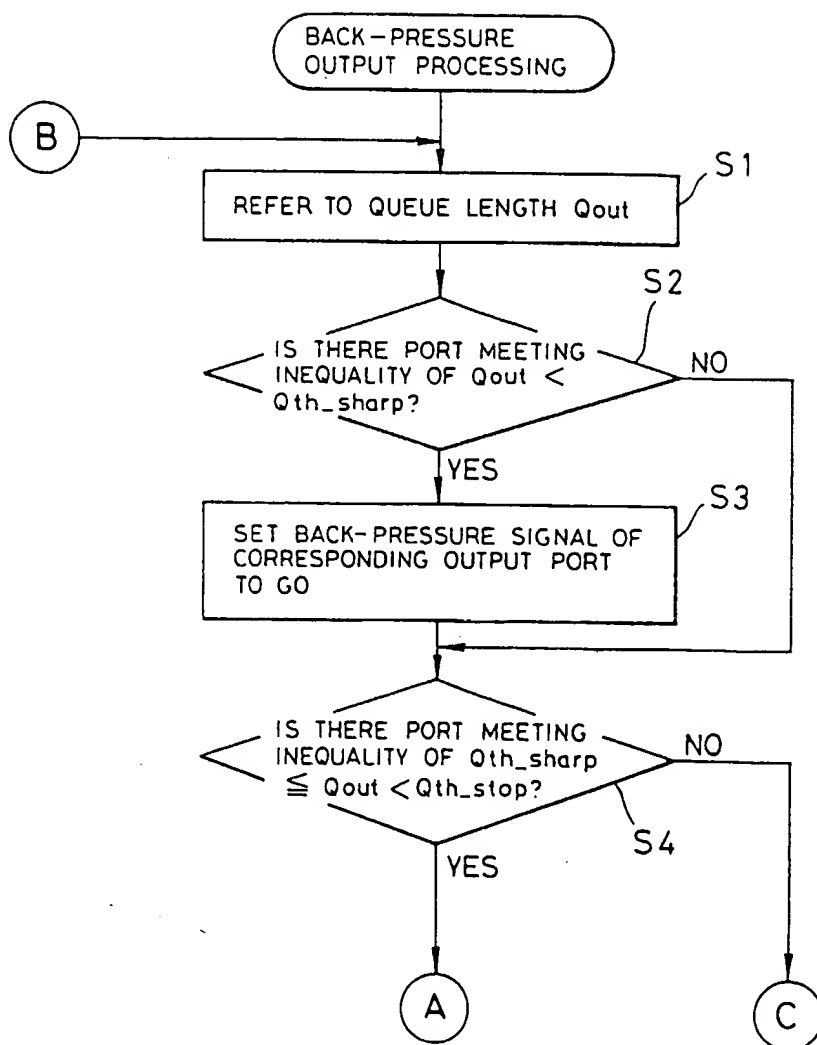 BACK-PRESSURE
OUTPUT PROCESSING
B
S1
REFER TO QUEUE LENGTH Qout
S2
IS THERE PORT MEETING
INEQUALITY OF Qout <
Qth_sharp?
NO
YES
S3
SET BACK-PRESSURE SIGNAL OF
CORRESPONDING OUTPUT PORT
TO GO
IS THERE PORT MEETING
INEQUALITY OF Qth_sharp
≦ Qout < Qth_stop?
NO
S4
YES
A
C